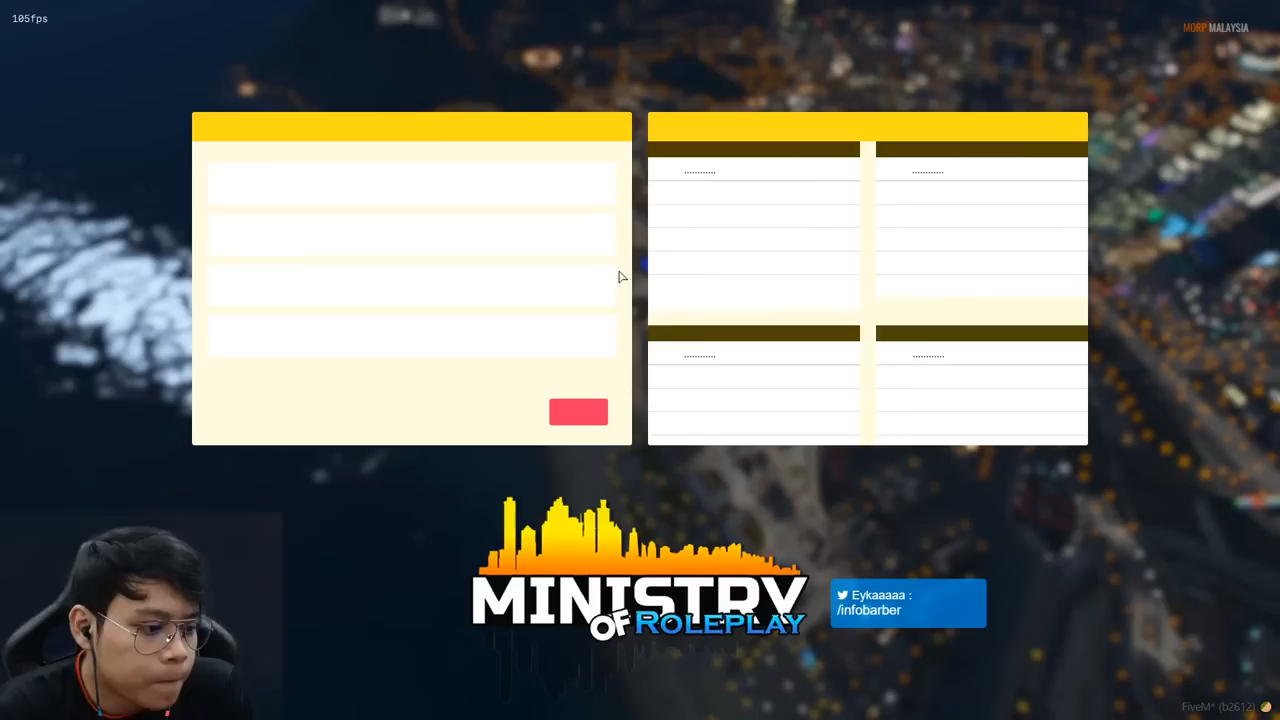 105fps
MORP MALAYSIA
............
............
............
............
MINISTRY
OF ROLEPLAY
Eykaaaaa :
/infobarber
FiveM* (b2612)